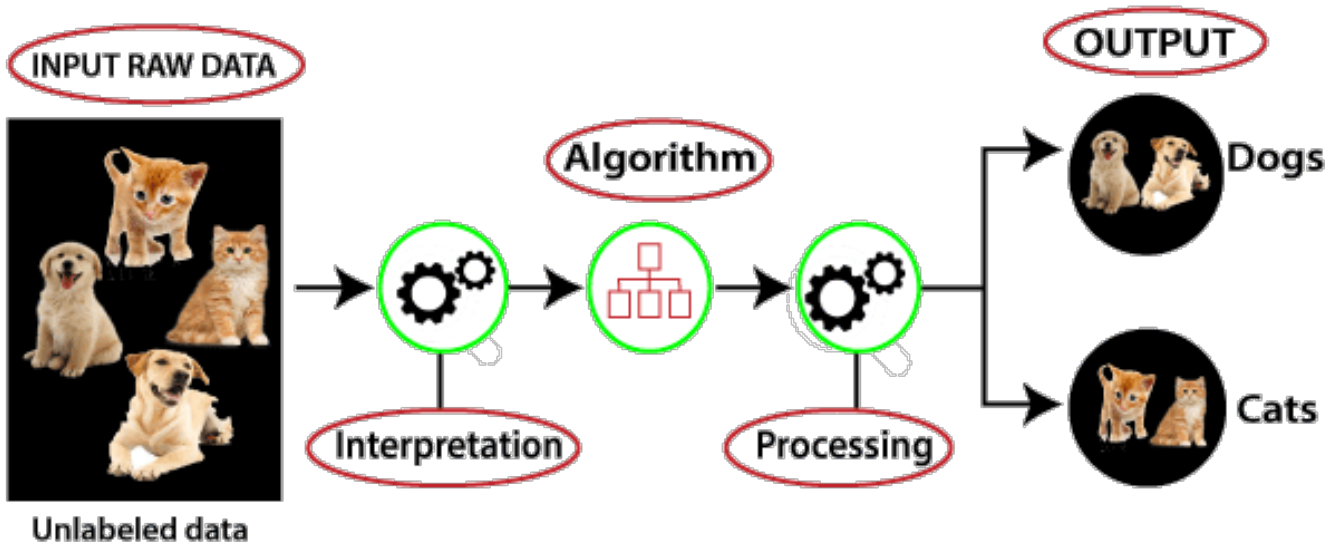 INPUT RAW DATA
OUTPUT
Algorithm
Dogs
Interpretation
Processing
Cats
Unlabeled data